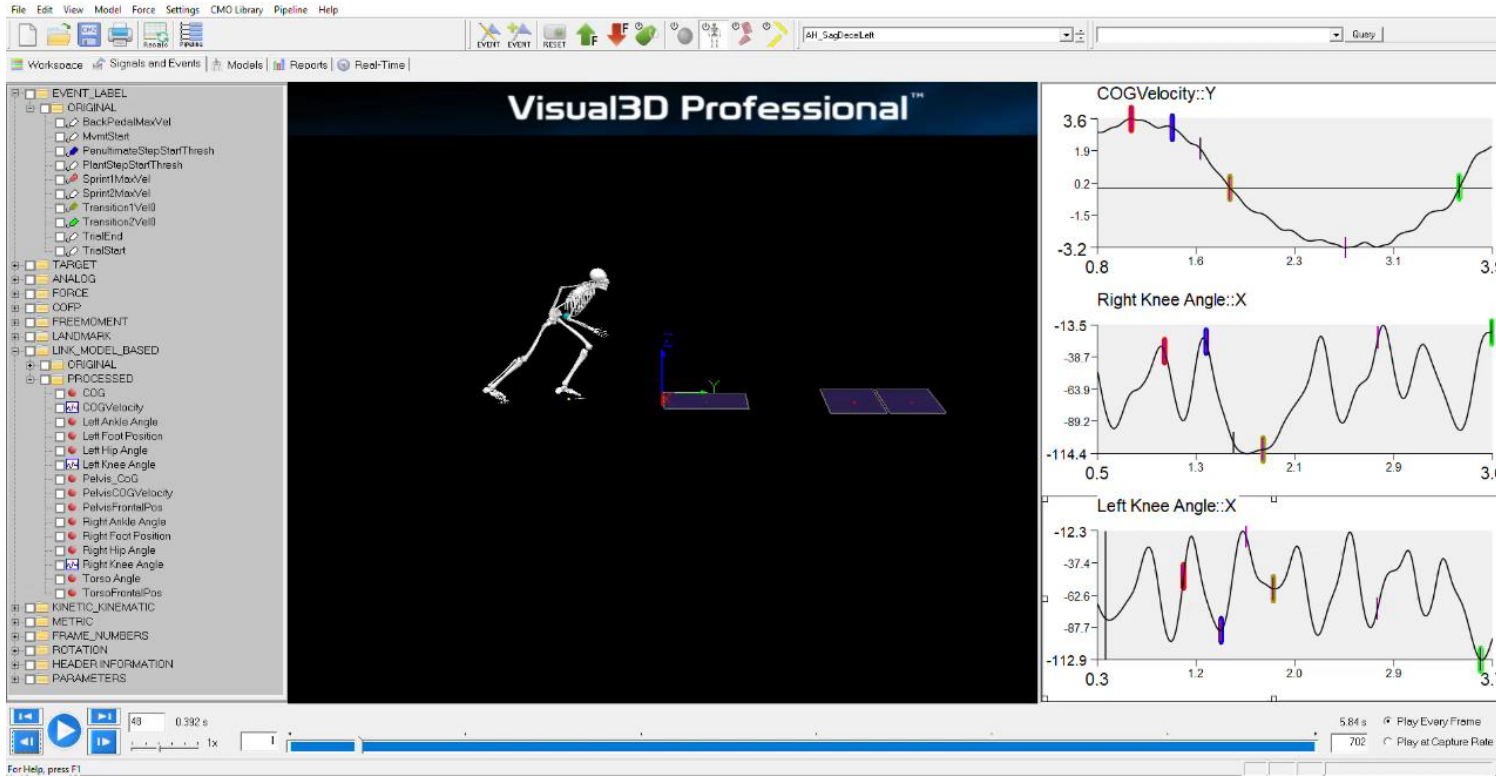 File Edit View Model Force Settings CMO Library Pipeline Help
CMZ Recalc PIPELINE EVENT EVENT RESET F F AH_SagDecelLeft Query
Workspace Signals and Events Models Reports Real-Time
EVENT_LABEL
ORIGINAL
BackPedalMaxVel
MvmtStart
PenultimateStepStartThresh
PlantStepStartThresh
Sprint1MaxVel
Sprint2MaxVel
Transition1Vel0
Transition2Vel0
TrialEnd
TrialStart
TARGET
ANALOG
FORCE
COFP
FREEMOMENT
LANDMARK
LINK_MODEL_BASED
ORIGINAL
PROCESSED
COG
COGVelocity
Left Ankle Angle
Left Foot Position
Left Hip Angle
Left Knee Angle
Pelvis_CoG
PelvisCOGVelocity
PelvisFrontalPos
Right Ankle Angle
Right Foot Position
Right Hip Angle
Right Knee Angle
Torso Angle
TorsoFrontalPos
KINETIC_KINEMATIC
METRIC
FRAME_NUMBERS
ROTATION
HEADER INFORMATION
PARAMETERS
Visual3D Professional™
Z
Y
COGVelocity::Y
3.6
1.9
0.2
-1.5
-3.2
0.8 1.6 2.3 3.1 3.9
Right Knee Angle::X
-13.5
-38.7
-63.9
-89.2
-114.4
0.5 1.3 2.1 2.9
Left Knee Angle::X
-12.3
-37.4
-62.6
-87.7
-112.9
0.3 1.2 2.0 2.9
48 0.392 s
1x 1
5.84 s Play Every Frame
702 Play at Capture Rate
For Help, press F1